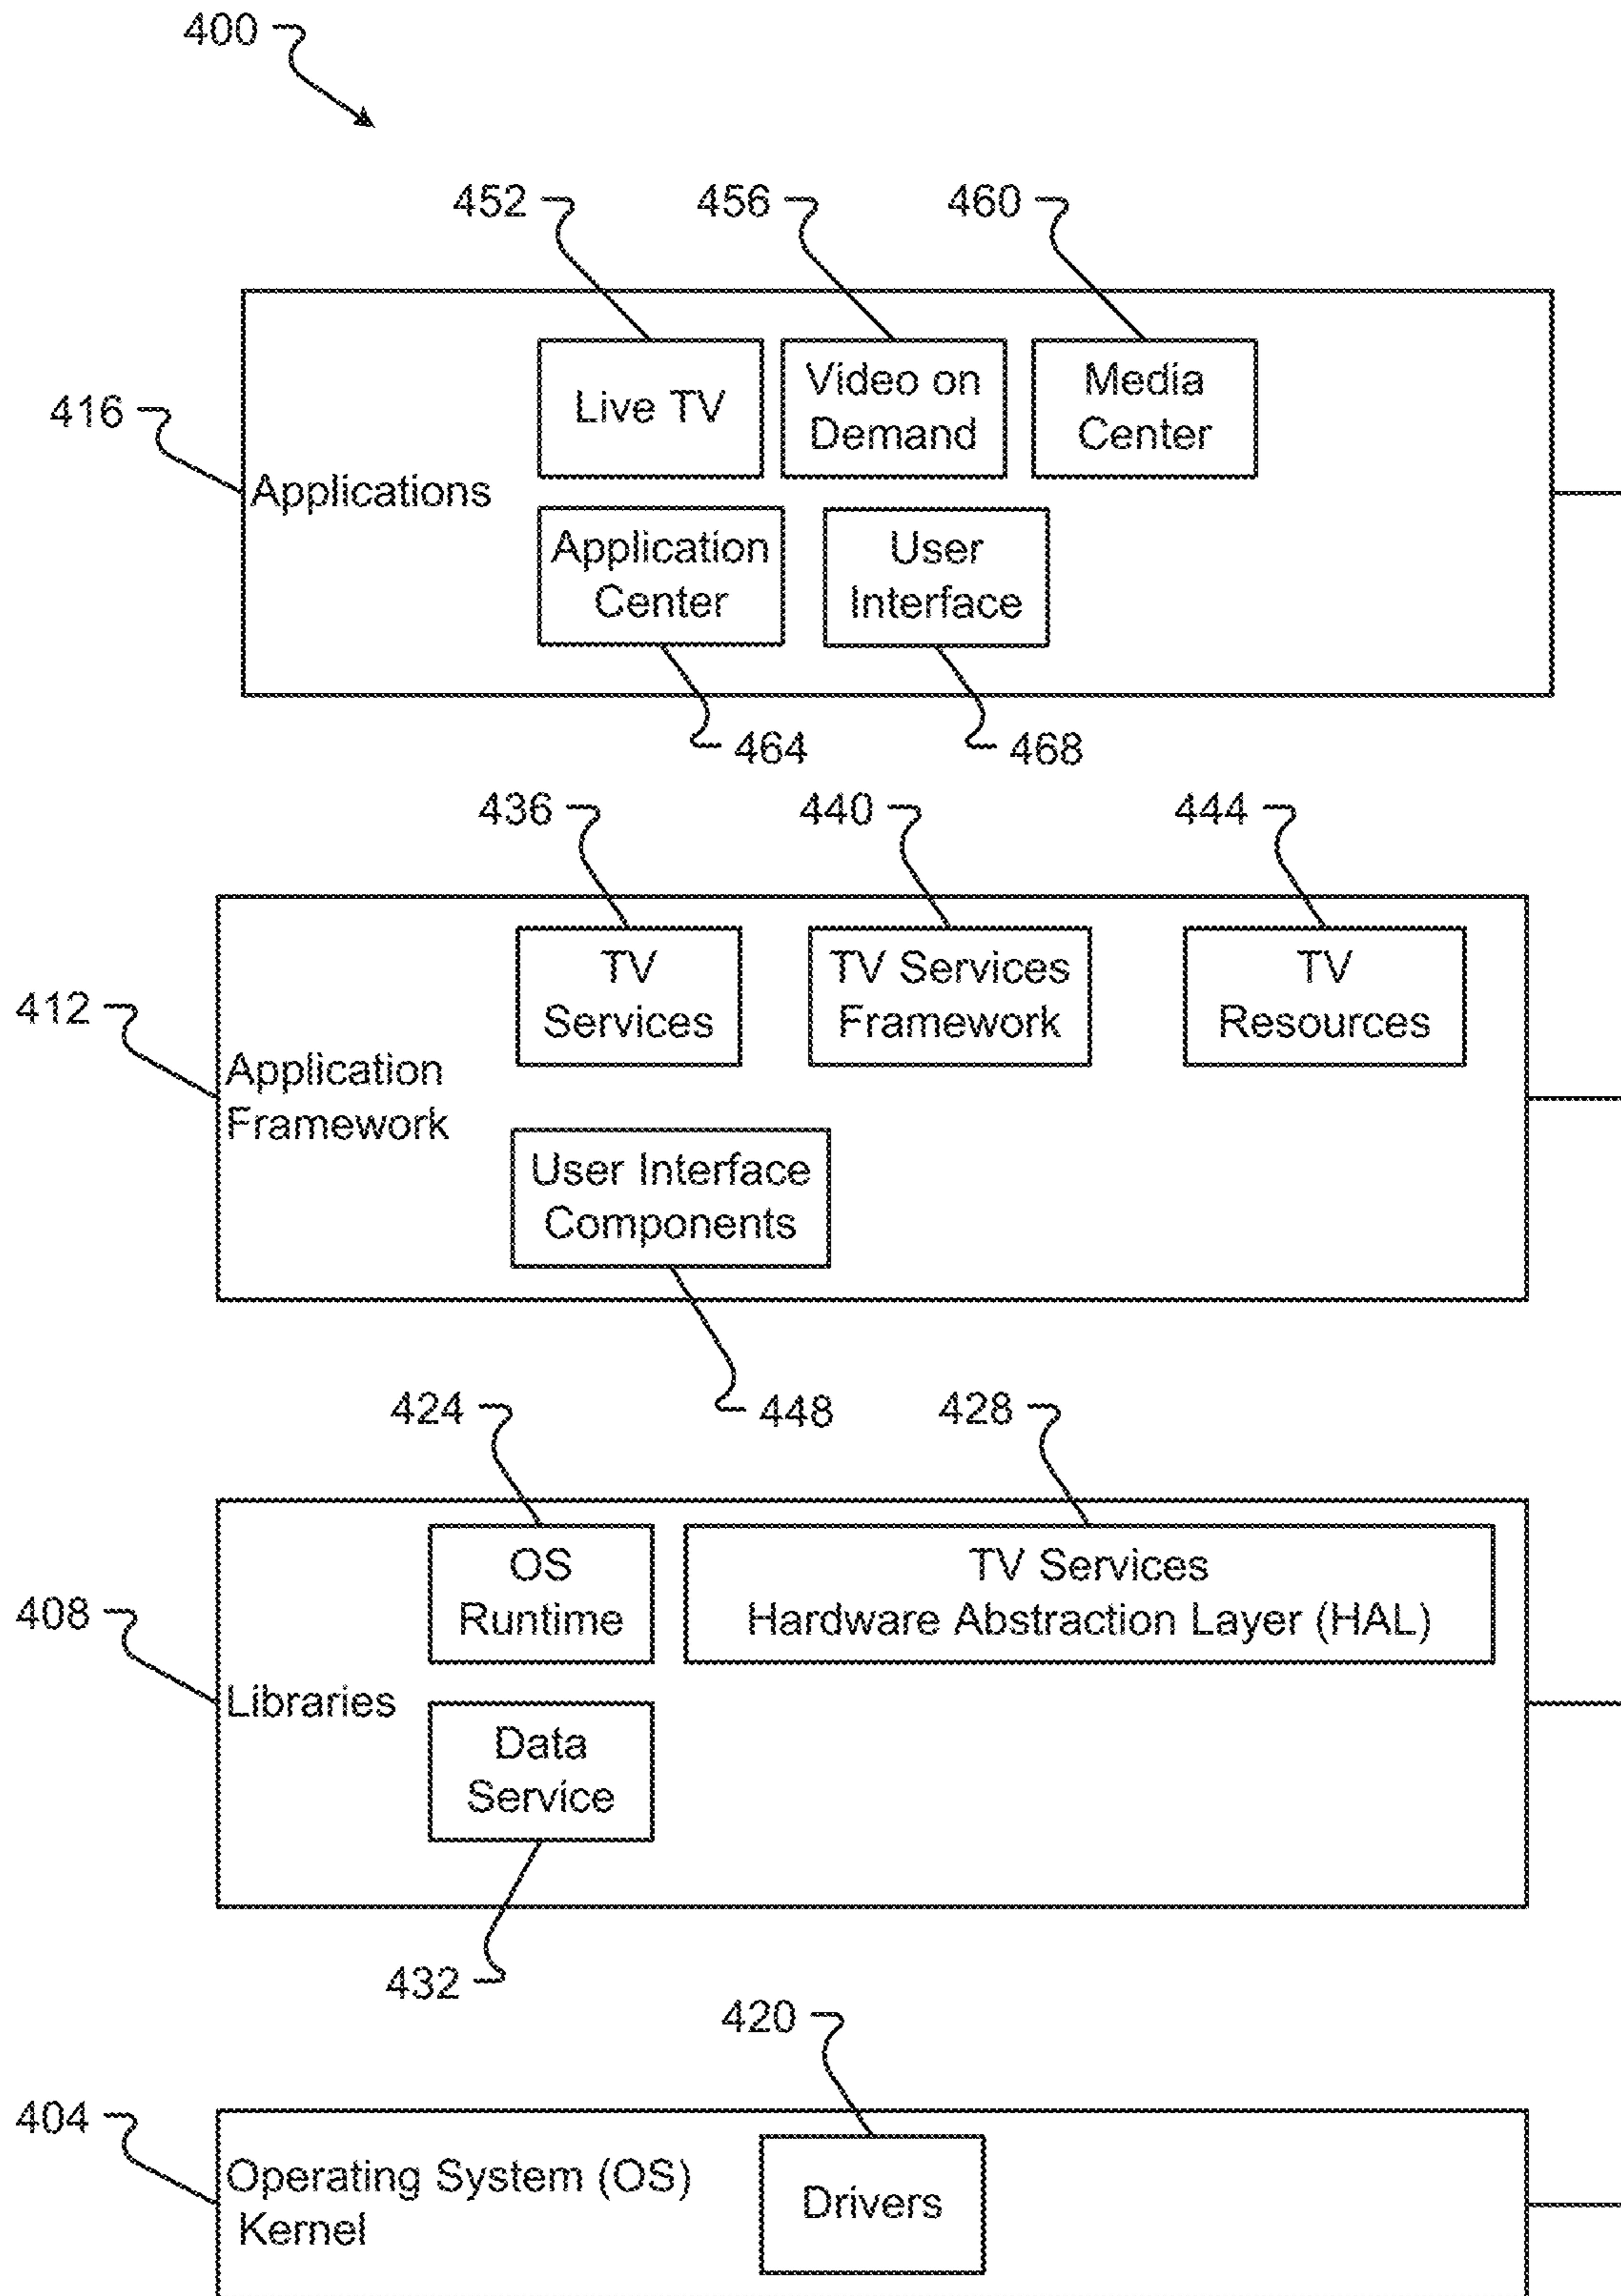 400
452
456
460
416
Applications
Live TV
Video on
Demand
Media
Center
Application
Center
User
Interface
464
468
436
440
444
412
Application
Framework
TV
Services
TV Services
Framework
TV
Resources
User Interface
Components
448
424
428
408
Libraries
OS
Runtime
TV Services
Hardware Abstraction Layer (HAL)
Data
Service
432
420
404
Operating System (OS)
Kernel
Drivers